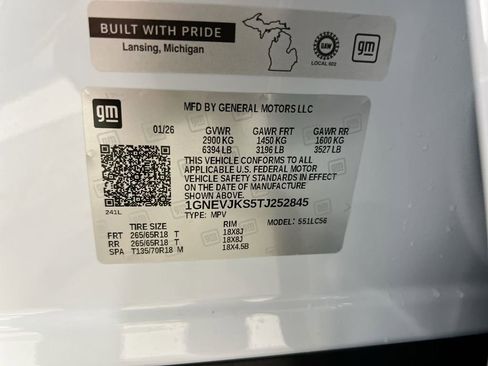 BUILT WITH PRIDE
Lansing, Michigan
UAW
LOCAL 602
gm
gm
MFD BY GENERAL MOTORS LLC
01/26 GVWR GAWR FRT GAWR RR
2900 KG 1450 KG 1600 KG
6394 LB 3196 LB 3527 LB
THIS VEHICLE CONFORMS TO ALL
APPLICABLE U.S. FEDERAL MOTOR
VEHICLE SAFETY STANDARDS IN EFFECT
ON THE DATE OF MANUFACTURE
SHOWN ABOVE.
1GNEVJKS5TJ252845
TYPE: MPV MODEL: 551LC56
241L
TIRE SIZE RIM
FRT 265/65R18 T 18X8J
RR 265/65R18 T 18X8J
SPA T135/70R18 M 18X4.5B